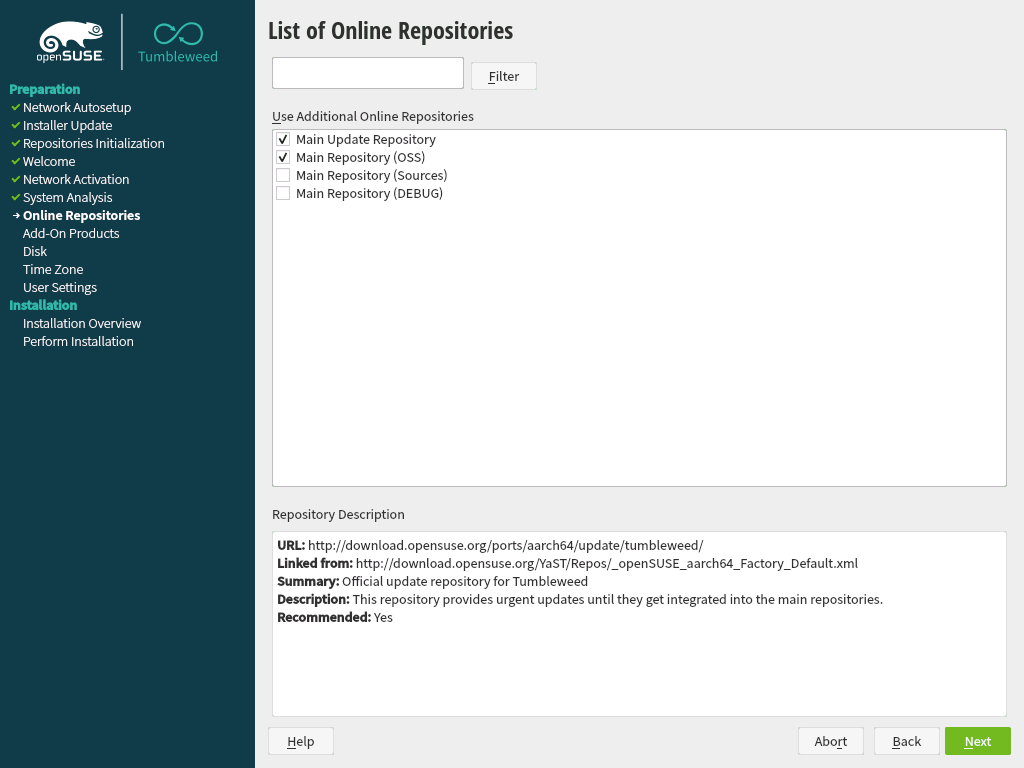 openSUSE
Tumbleweed
Preparation
Network Autosetup
Installer Update
Repositories Initialization
Welcome
Network Activation
System Analysis
Online Repositories
Add-On Products
Disk
Time Zone
User Settings
Installation
Installation Overview
Perform Installation
List of Online Repositories
Filter
Use Additional Online Repositories
Main Update Repository
Main Repository (OSS)
Main Repository (Sources)
Main Repository (DEBUG)
Repository Description
URL: http://download.opensuse.org/ports/aarch64/update/tumbleweed/
Linked from: http://download.opensuse.org/YaST/Repos/_openSUSE_aarch64_Factory_Default.xml
Summary: Official update repository for Tumbleweed
Description: This repository provides urgent updates until they get integrated into the main repositories.
Recommended: Yes
Help Abort Back Next